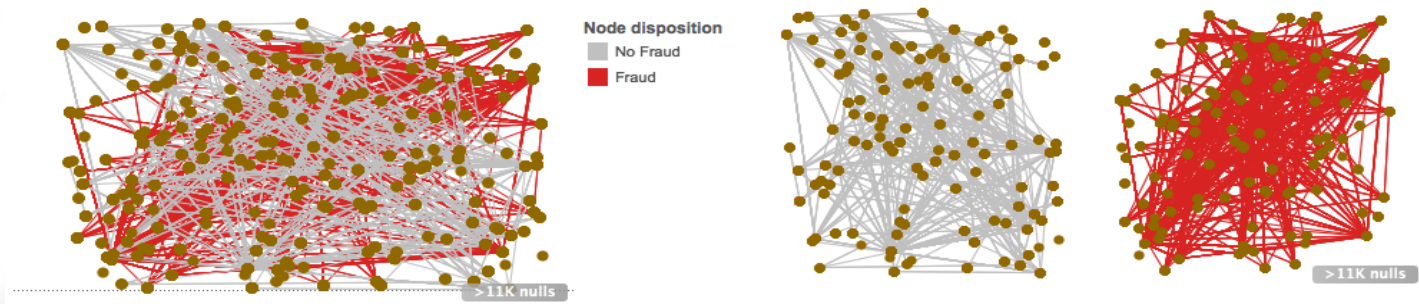 Node disposition
No Fraud
Fraud
>11K nulls
>11K nulls